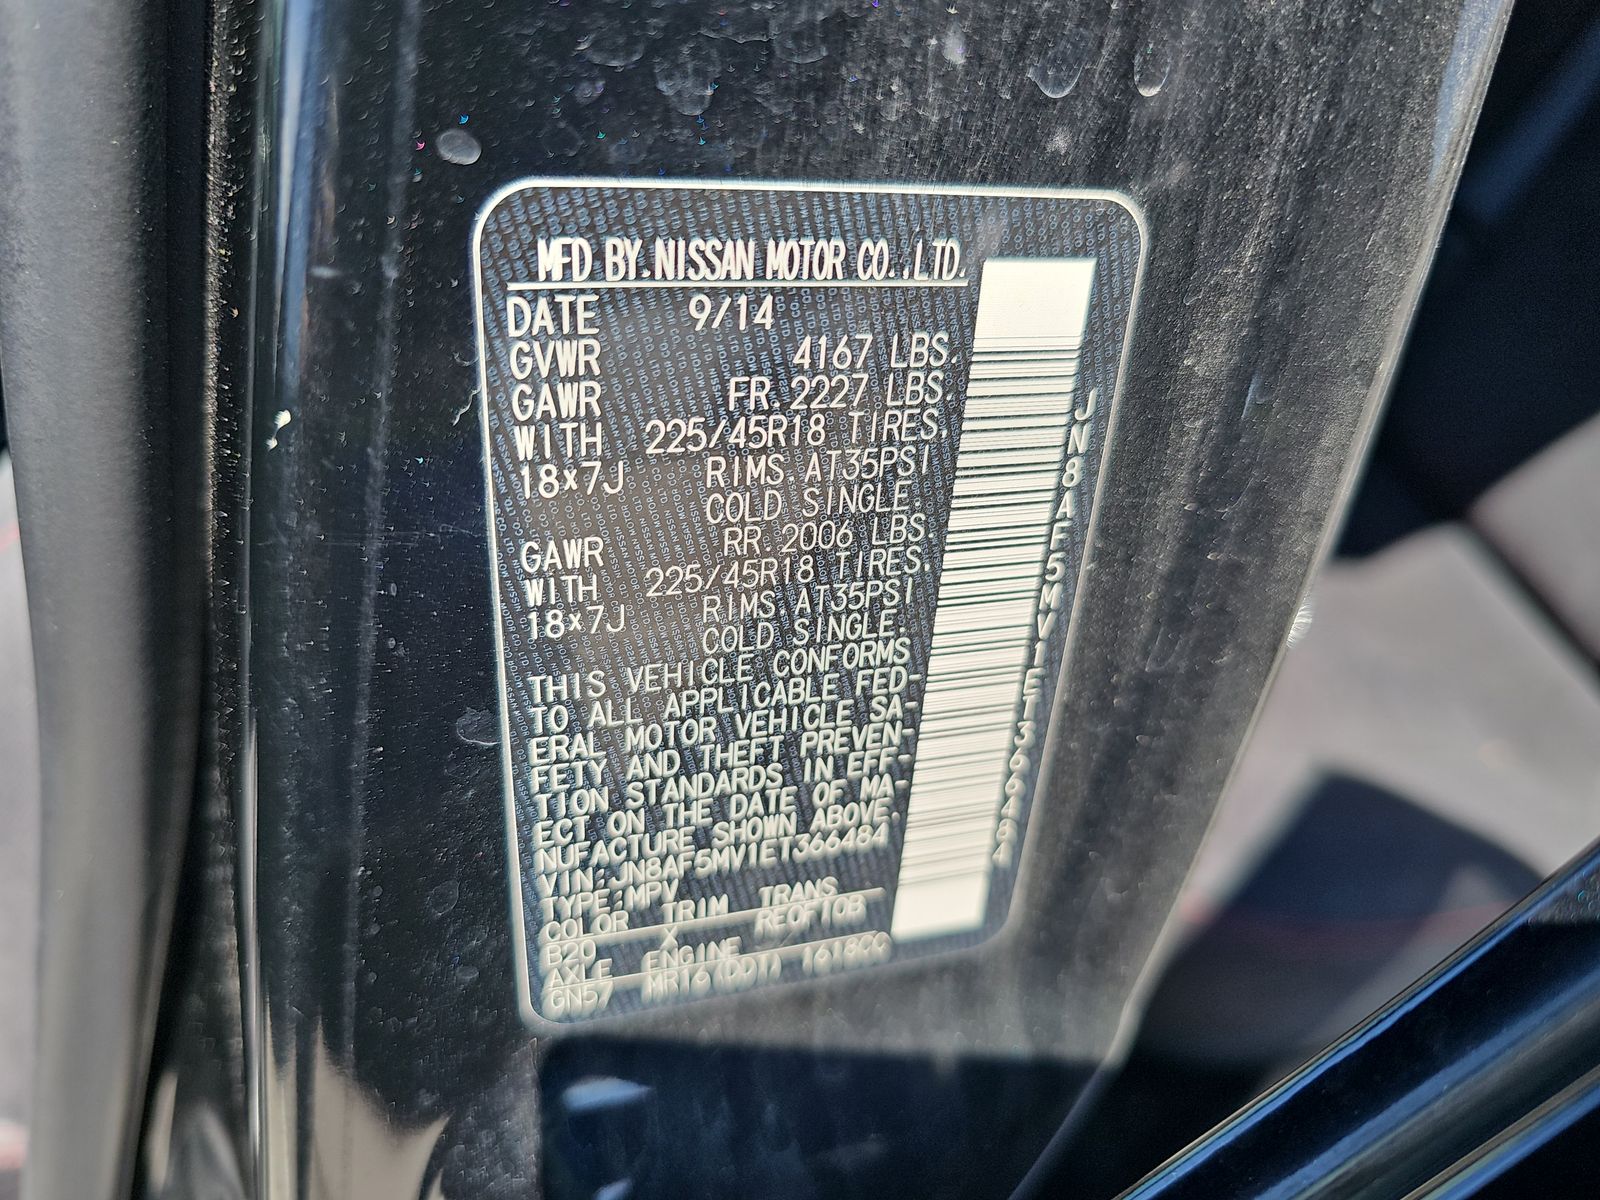 MFD BY.NISSAN MOTOR CO.,LTD.
DATE 9/14
GVWR 4167 LBS.
GAWR FR.2227 LBS.
WITH 225/45R18 TIRES.
18×7J RIMS.AT35PSI
COLD SINGLE.
GAWR RR.2006 LBS.
WITH 225/45R18 TIRES.
18×7J RIMS AT35PSI
COLD SINGLE.
THIS VEHICLE CONFORMS
TO ALL APPLICABLE FED-
ERAL MOTOR VEHICLE SA-
FETY AND THEFT PREVEN-
TION STANDARDS IN EFF-
ECT ON THE DATE OF MA-
NUFACTURE SHOWN ABOVE.
VIN:JN8AF5MV1ET366484
TYPE:MPV
COLOR TRIM TRANS
B20 X RE0F10B
AXLE ENGINE
GN57 MR16(DDT) 1618CC
JN8AF5MV1ET366484